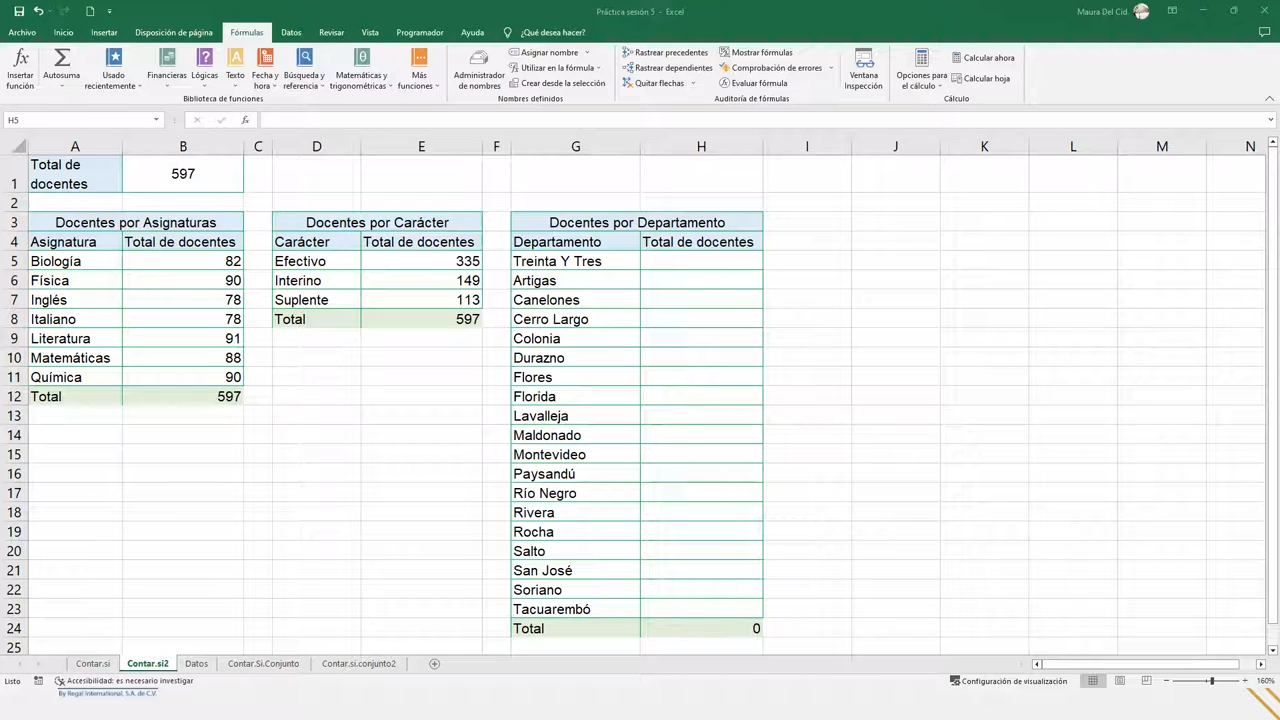 Práctica sesión 5 - Excel
Maura Del Cid
Archivo Inicio Insertar Disposición de página Fórmulas Datos Revisar Vista Programador Ayuda ¿Qué desea hacer?
Insertar función
Autosuma
Usado recientemente
Financieras
Lógicas
Texto
Fecha y hora
Búsqueda y referencia
Matemáticas y trigonométricas
Más funciones
Biblioteca de funciones
Administrador de nombres
Asignar nombre
Utilizar en la fórmula
Crear desde la selección
Nombres definidos
Rastrear precedentes
Rastrear dependientes
Quitar flechas
Mostrar fórmulas
Comprobación de errores
Evaluar fórmula
Auditoría de fórmulas
Ventana Inspección
Opciones para el cálculo
Calcular ahora
Calcular hoja
Cálculo
H5 fx
A B C D E F G H I J K L M N
1 Total de docentes 597
2
3 Docentes por Asignaturas Docentes por Carácter Docentes por Departamento
4 Asignatura Total de docentes Carácter Total de docentes Departamento Total de docentes
5 Biología 82 Efectivo 335 Treinta Y Tres
6 Física 90 Interino 149 Artigas
7 Inglés 78 Suplente 113 Canelones
8 Italiano 78 Total 597 Cerro Largo
9 Literatura 91 Colonia
10 Matemáticas 88 Durazno
11 Química 90 Flores
12 Total 597 Florida
13 Lavalleja
14 Maldonado
15 Montevideo
16 Paysandú
17 Río Negro
18 Rivera
19 Rocha
20 Salto
21 San José
22 Soriano
23 Tacuarembó
24 Total 0
25
Contar.si Contar.si2 Datos Contar.Si.Conjunto Contar.si.conjunto2
Listo Accesibilidad: es necesario investigar Configuración de visualización 160%
By Regal International, S.A. de C.V.